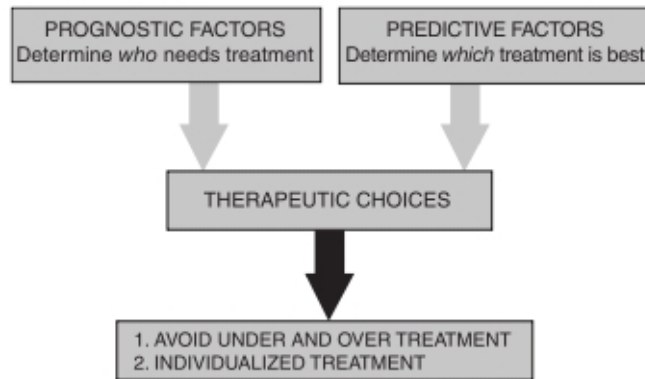 PROGNOSTIC FACTORS
Determine who needs treatment
PREDICTIVE FACTORS
Determine which treatment is best
THERAPEUTIC CHOICES
1. AVOID UNDER AND OVER TREATMENT
2. INDIVIDUALIZED TREATMENT